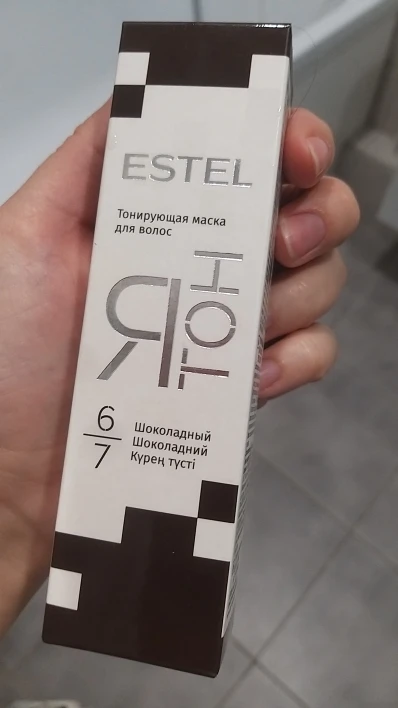 ESTEL
Тонирующая маска
для волос
Я ТОН
6/7
Шоколадный
Шоколадний
Күрең түсті